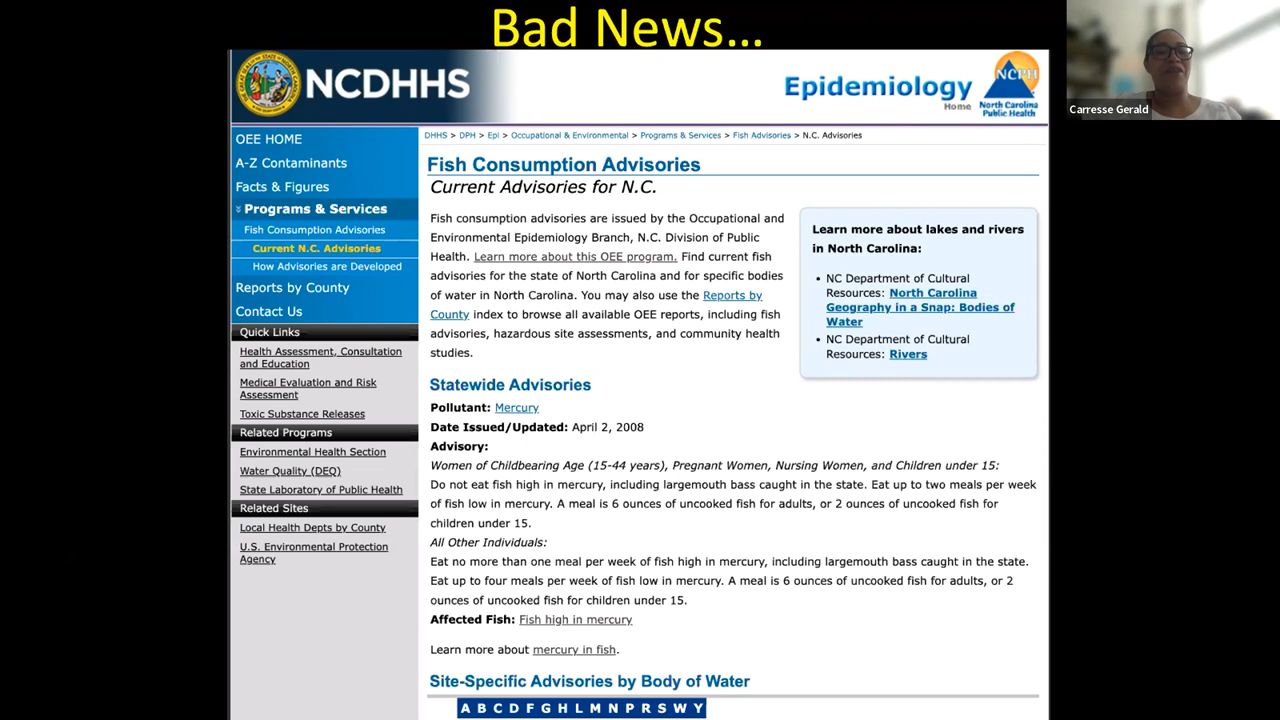 Bad News...
Carresse Gerald
NCDHHS
Epidemiology
Home
NCPH
North Carolina
Public Health
OEE HOME
A-Z Contaminants
Facts & Figures
Programs & Services
Fish Consumption Advisories
Current N.C. Advisories
How Advisories are Developed
Reports by County
Contact Us
Quick Links
Health Assessment, Consultation
and Education
Medical Evaluation and Risk
Assessment
Toxic Substance Releases
Related Programs
Environmental Health Section
Water Quality (DEQ)
State Laboratory of Public Health
Related Sites
Local Health Depts by County
U.S. Environmental Protection
Agency
DHHS > DPH > Epi > Occupational & Environmental > Programs & Services > Fish Advisories > N.C. Advisories
Fish Consumption Advisories
Current Advisories for N.C.
Fish consumption advisories are issued by the Occupational and
Environmental Epidemiology Branch, N.C. Division of Public
Health. Learn more about this OEE program. Find current fish
advisories for the state of North Carolina and for specific bodies
of water in North Carolina. You may also use the Reports by
County index to browse all available OEE reports, including fish
advisories, hazardous site assessments, and community health
studies.
Learn more about lakes and rivers
in North Carolina:
• NC Department of Cultural
Resources: North Carolina
Geography in a Snap: Bodies of
Water
• NC Department of Cultural
Resources: Rivers
Statewide Advisories
Pollutant: Mercury
Date Issued/Updated: April 2, 2008
Advisory:
Women of Childbearing Age (15-44 years), Pregnant Women, Nursing Women, and Children under 15:
Do not eat fish high in mercury, including largemouth bass caught in the state. Eat up to two meals per week
of fish low in mercury. A meal is 6 ounces of uncooked fish for adults, or 2 ounces of uncooked fish for
children under 15.
All Other Individuals:
Eat no more than one meal per week of fish high in mercury, including largemouth bass caught in the state.
Eat up to four meals per week of fish low in mercury. A meal is 6 ounces of uncooked fish for adults, or 2
ounces of uncooked fish for children under 15.
Affected Fish: Fish high in mercury
Learn more about mercury in fish.
Site-Specific Advisories by Body of Water
A B C D F G H L M N P R S W Y